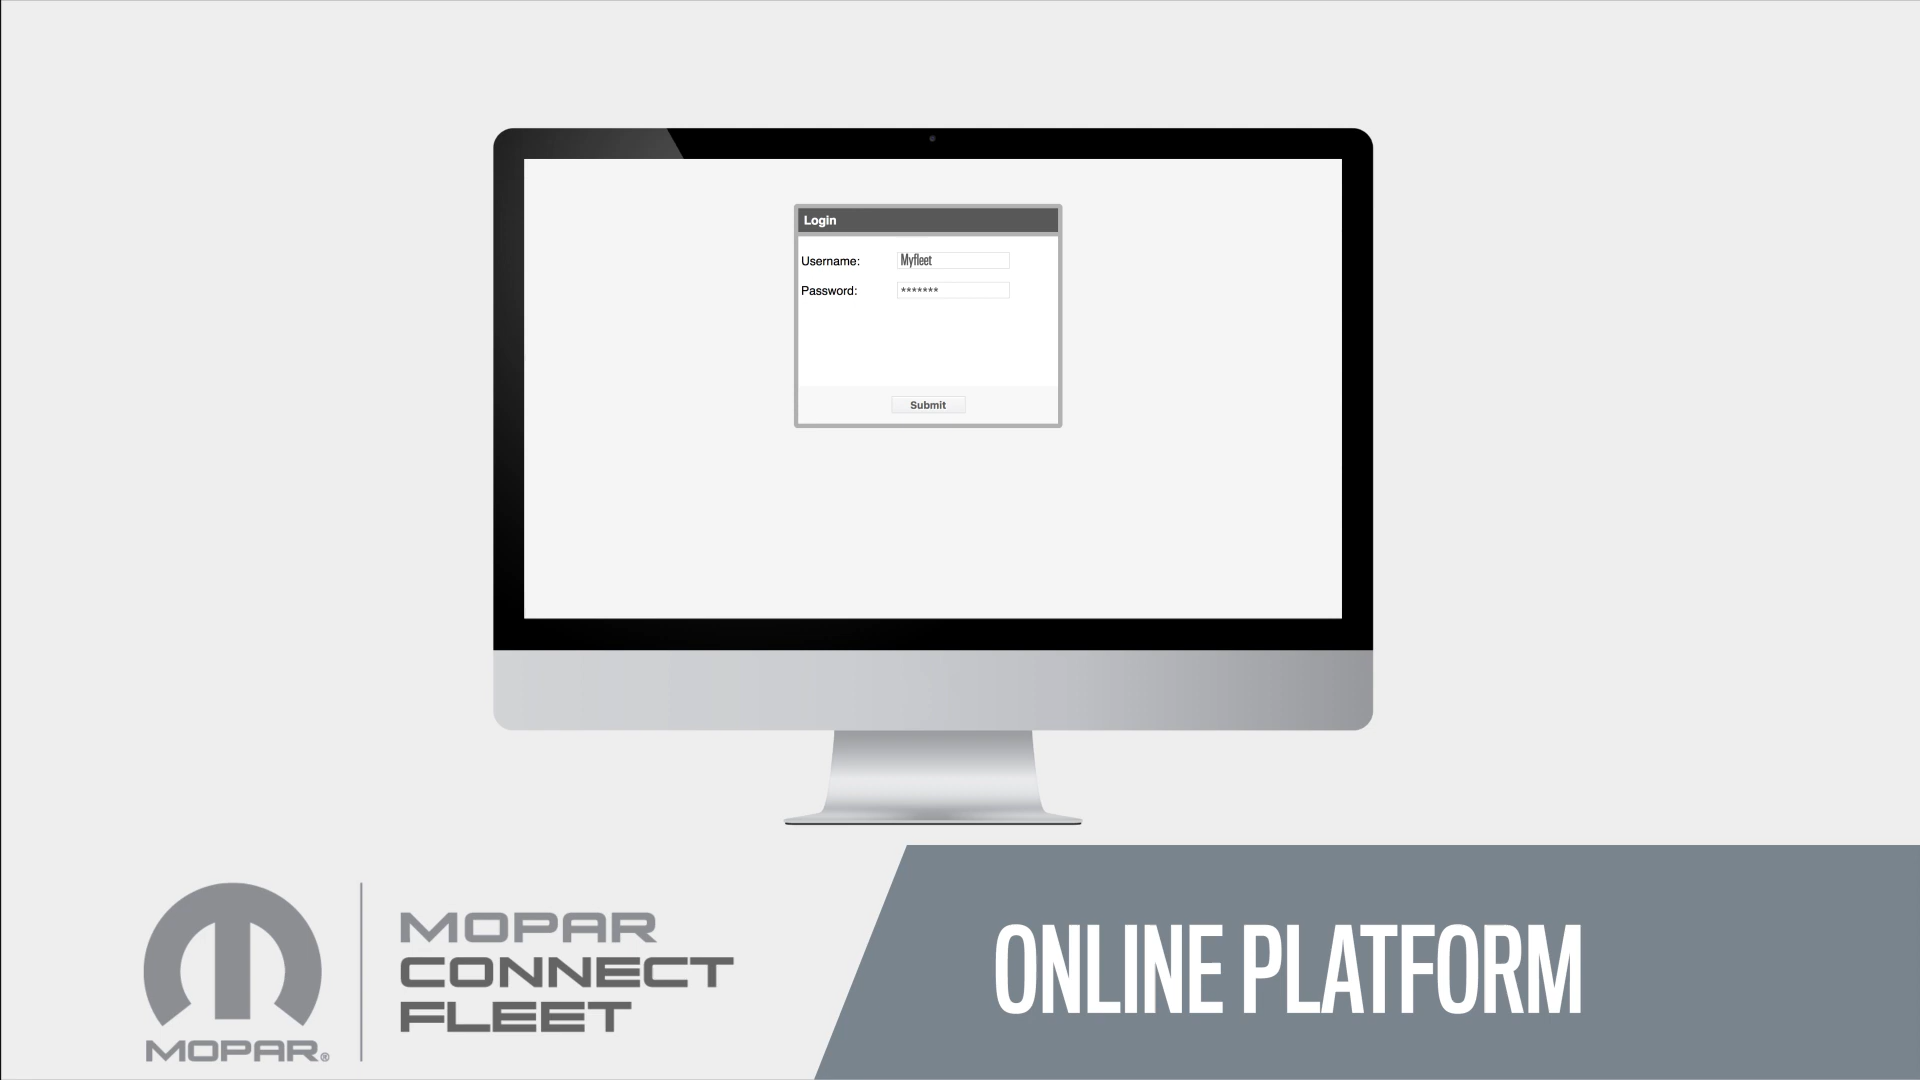 Login
Username: Myfleet
Password: *******
Submit
MOPAR
CONNECT
FLEET
MOPAR®
ONLINE PLATFORM